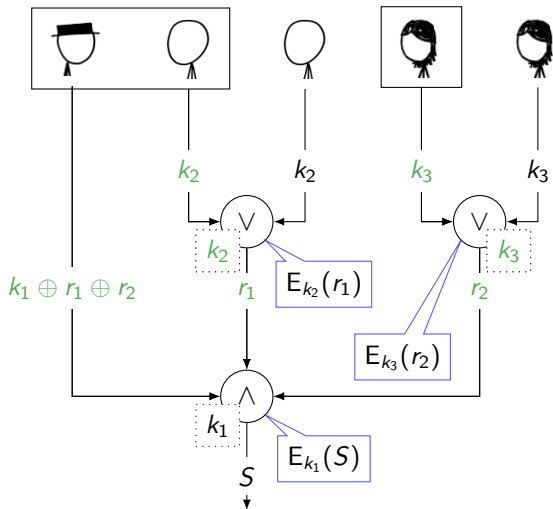 k₂ k₂ k₃ k₃
∨ ∨
k₂ k₃
k₁ ⊕ r₁ ⊕ r₂ r₁ E_{k₂}(r₁) r₂
E_{k₃}(r₂)
∧
k₁
E_{k₁}(S)
S